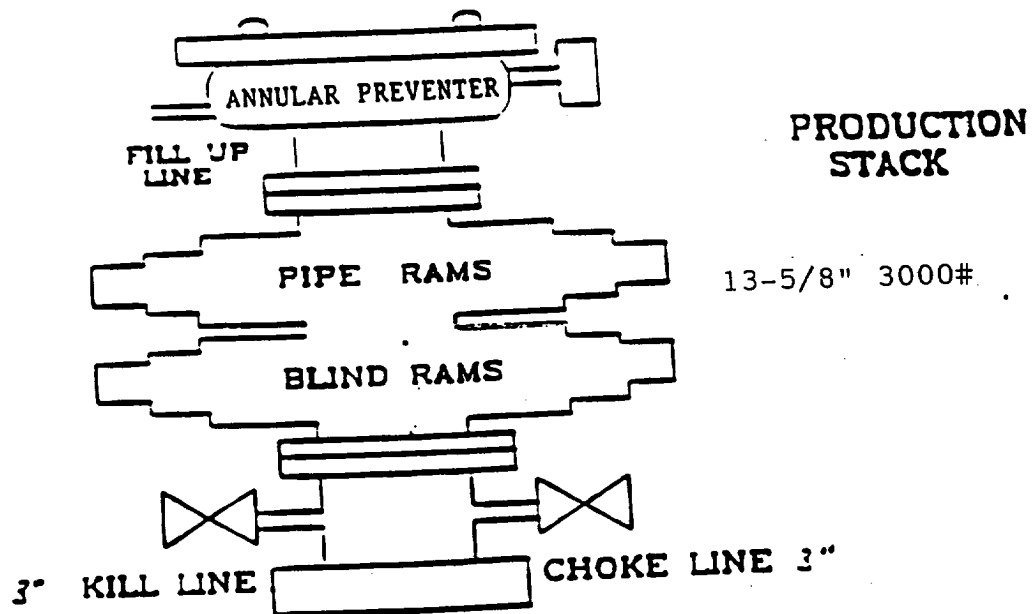 ANNULAR PREVENTER
FILL UP
LINE
PRODUCTION
STACK
PIPE RAMS
13-5/8" 3000#
BLIND RAMS
3" KILL LINE
CHOKE LINE 3"